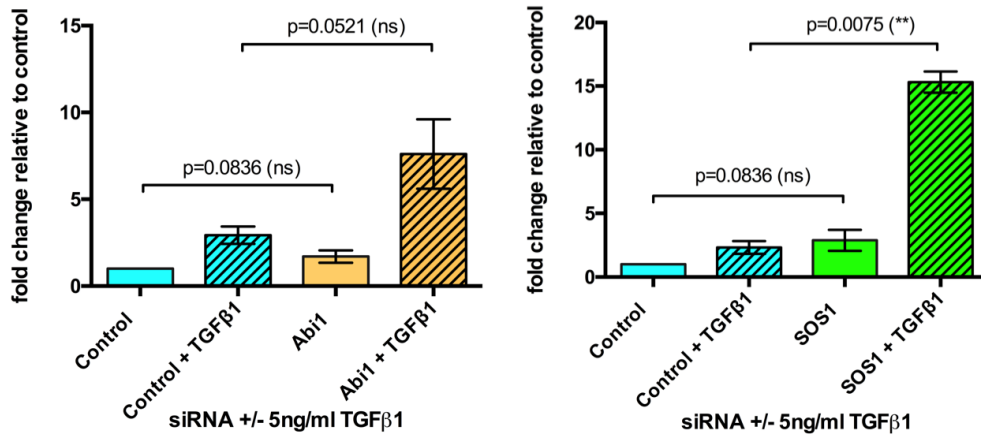 fold change relative to control
15
10
5
0
p=0.0521 (ns)
p=0.0836 (ns)
Control
Control + TGFβ1
Abi1
Abi1 + TGFβ1
siRNA +/- 5ng/ml TGFβ1
fold change relative to control
20
15
10
5
0
p=0.0075 (**)
p=0.0836 (ns)
Control
Control + TGFβ1
SOS1
SOS1 + TGFβ1
siRNA +/- 5ng/ml TGFβ1